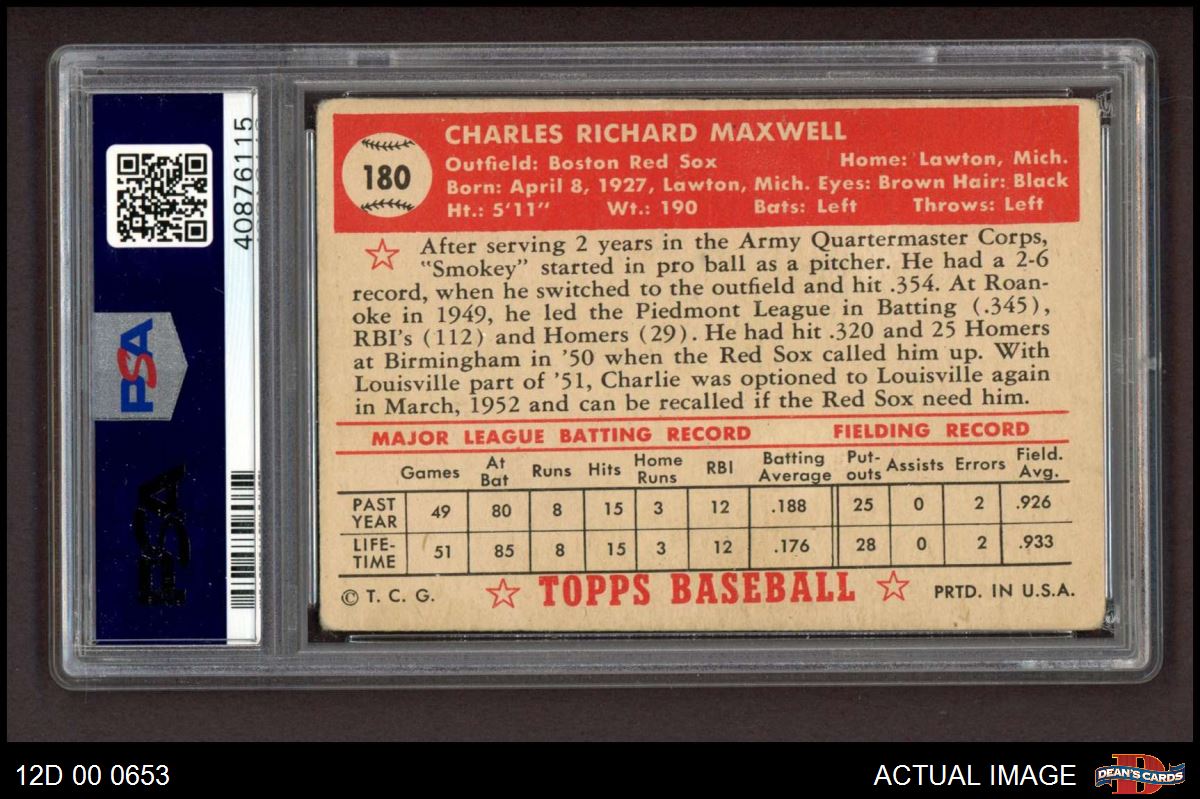 40876115
PSA
PSA
180
CHARLES RICHARD MAXWELL
Outfield: Boston Red Sox Home: Lawton, Mich.
Born: April 8, 1927, Lawton, Mich. Eyes: Brown Hair: Black
Ht.: 5'11" Wt.: 190 Bats: Left Throws: Left
After serving 2 years in the Army Quartermaster Corps,
"Smokey" started in pro ball as a pitcher. He had a 2-6
record, when he switched to the outfield and hit .354. At Roan-
oke in 1949, he led the Piedmont League in Batting (.345),
RBI's (112) and Homers (29). He had hit .320 and 25 Homers
at Birmingham in '50 when the Red Sox called him up. With
Louisville part of '51, Charlie was optioned to Louisville again
in March, 1952 and can be recalled if the Red Sox need him.
MAJOR LEAGUE BATTING RECORD FIELDING RECORD
Games At Bat Runs Hits Home Runs RBI Batting Average Put-outs Assists Errors Field. Avg.
PAST YEAR 49 80 8 15 3 12 .188 25 0 2 .926
LIFE-TIME 51 85 8 15 3 12 .176 28 0 2 .933
© T. C. G. TOPPS BASEBALL PRTD. IN U.S.A.
12D 00 0653 ACTUAL IMAGE
D
DEAN'S CARDS